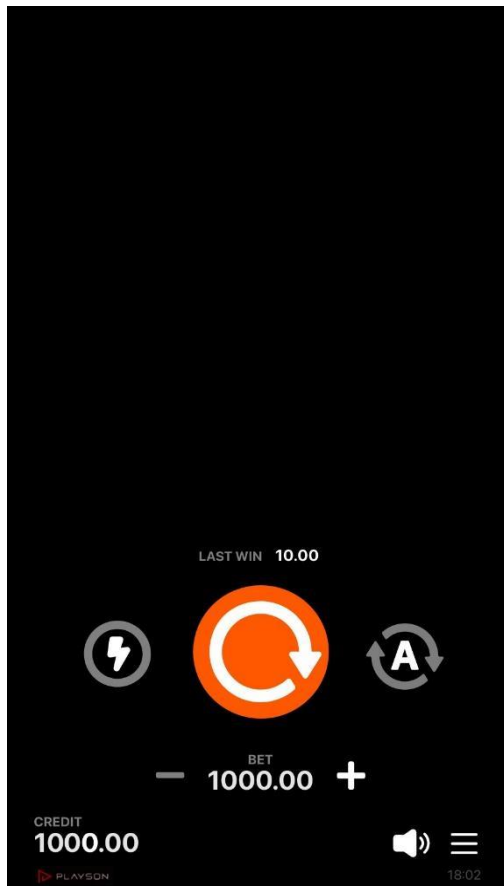 LAST WIN 10.00
A
BET
1000.00
CREDIT
1000.00
PLAYSON
18:02